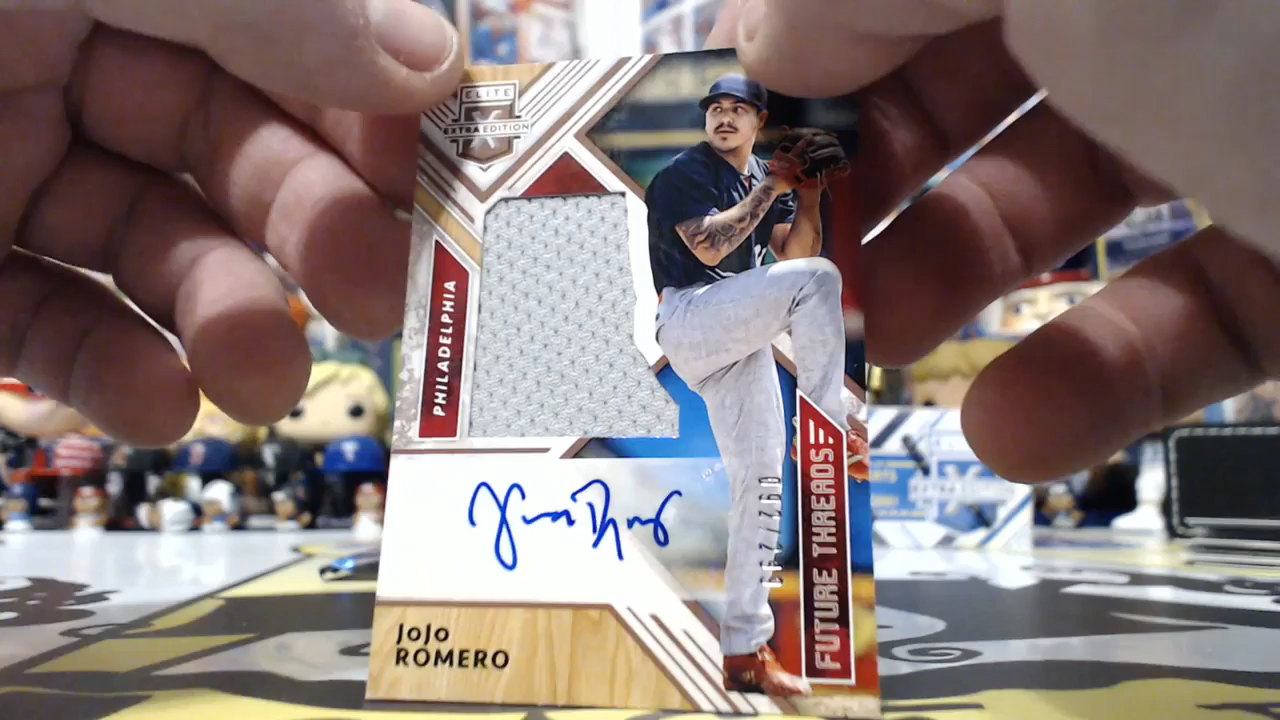 ELITE
EXTRA EDITION
PHILADELPHIA
FUTURE THREADS
JoJo
ROMERO